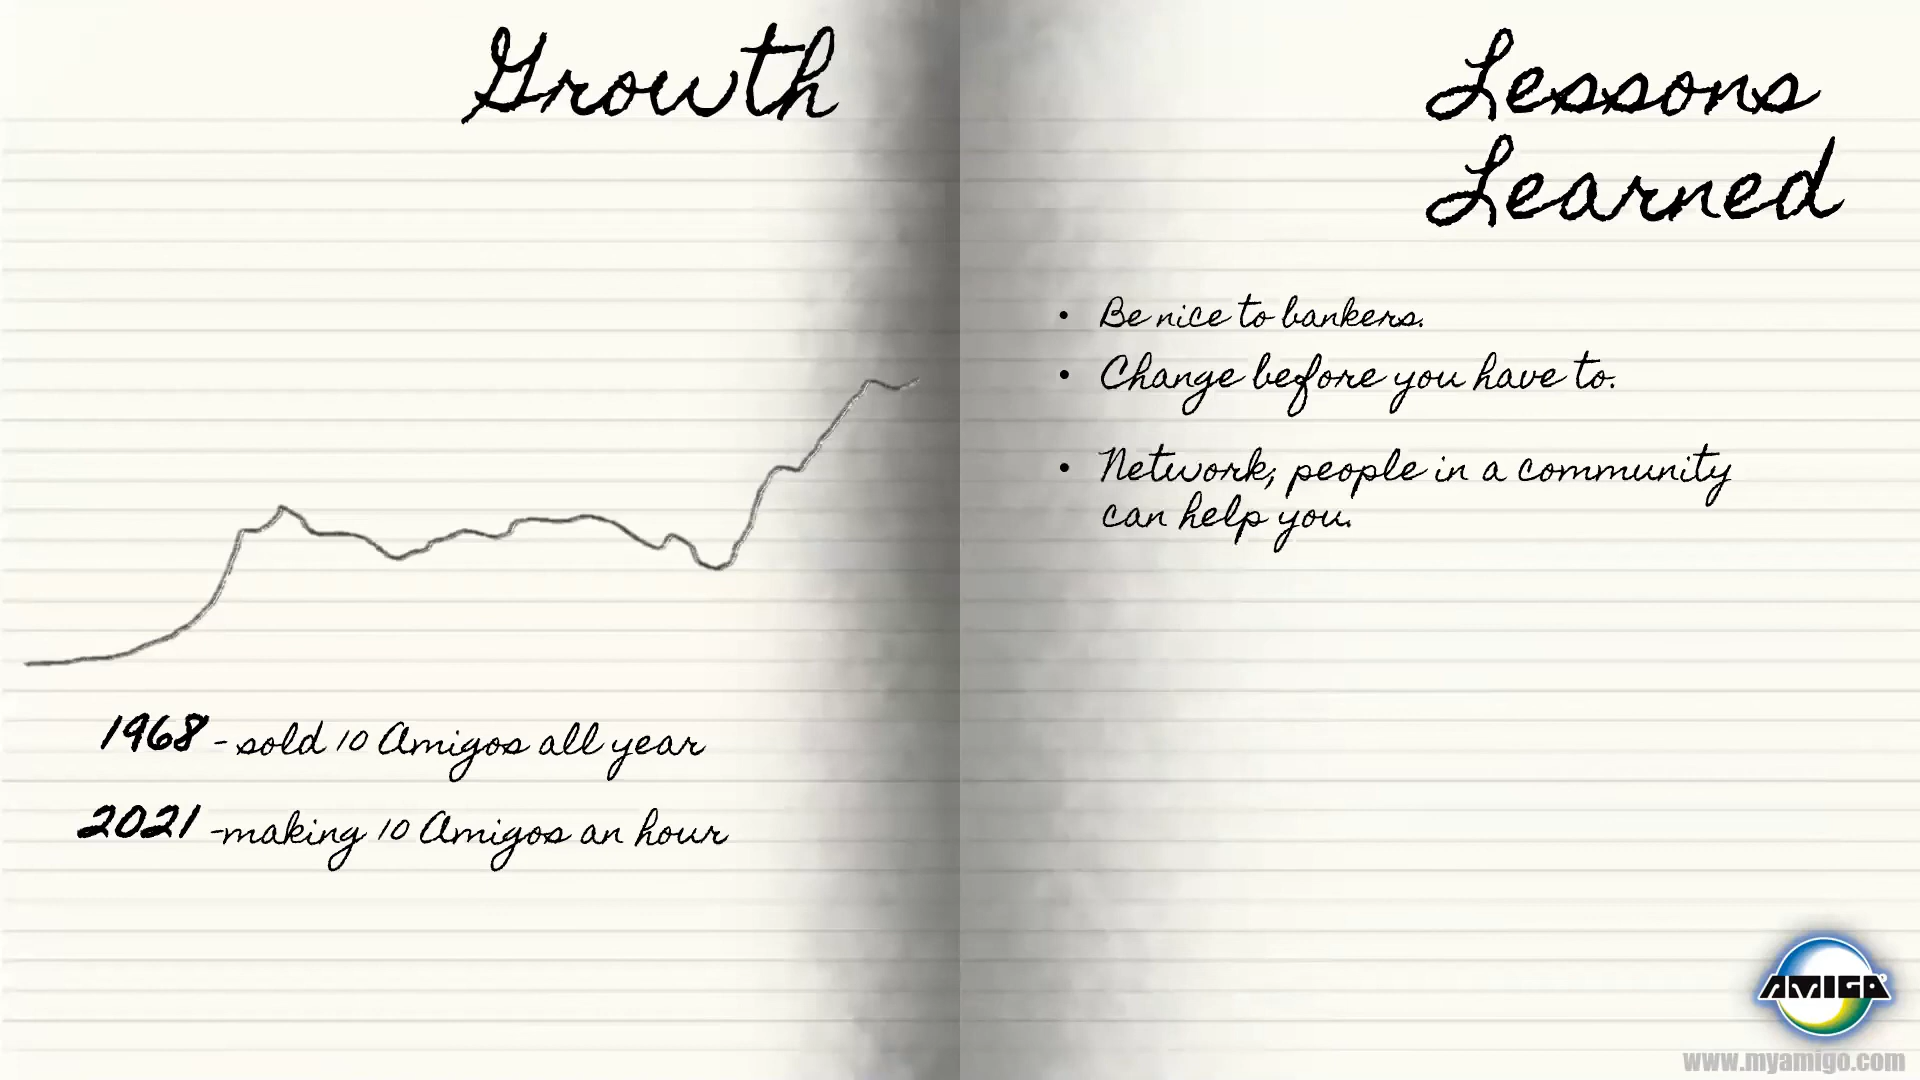 Growth
1968 - sold 10 Amigos all year
2021 -making 10 Amigos an hour
Lessons
Learned
• Be nice to bankers.
• Change before you have to.
• Network; people in a community
can help you.
AMIGO®
www.myamigo.com